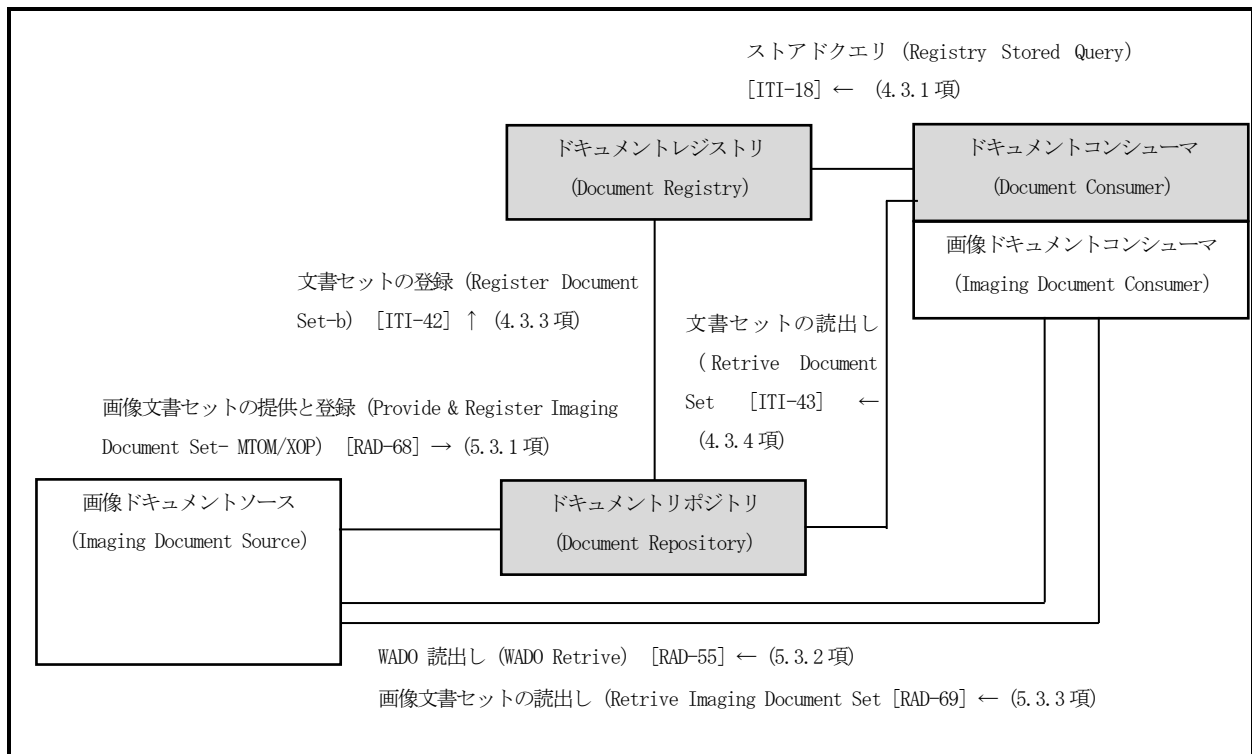 ストアドクエリ (Registry Stored Query)
[ITI-18] ← (4.3.1項)
ドキュメントレジストリ
(Document Registry)
ドキュメントコンシューマ
(Document Consumer)
画像ドキュメントコンシューマ
(Imaging Document Consumer)
文書セットの登録 (Register Document
Set-b) [ITI-42] ↑ (4.3.3項)
文書セットの読出し
(Retrive Document
Set [ITI-43] ←
(4.3.4項)
画像文書セットの提供と登録 (Provide & Register Imaging
Document Set- MTOM/XOP) [RAD-68] → (5.3.1項)
画像ドキュメントソース
(Imaging Document Source)
ドキュメントリポジトリ
(Document Repository)
WADO 読出し (WADO Retrive) [RAD-55] ← (5.3.2項)
画像文書セットの読出し (Retrive Imaging Document Set [RAD-69] ← (5.3.3項)